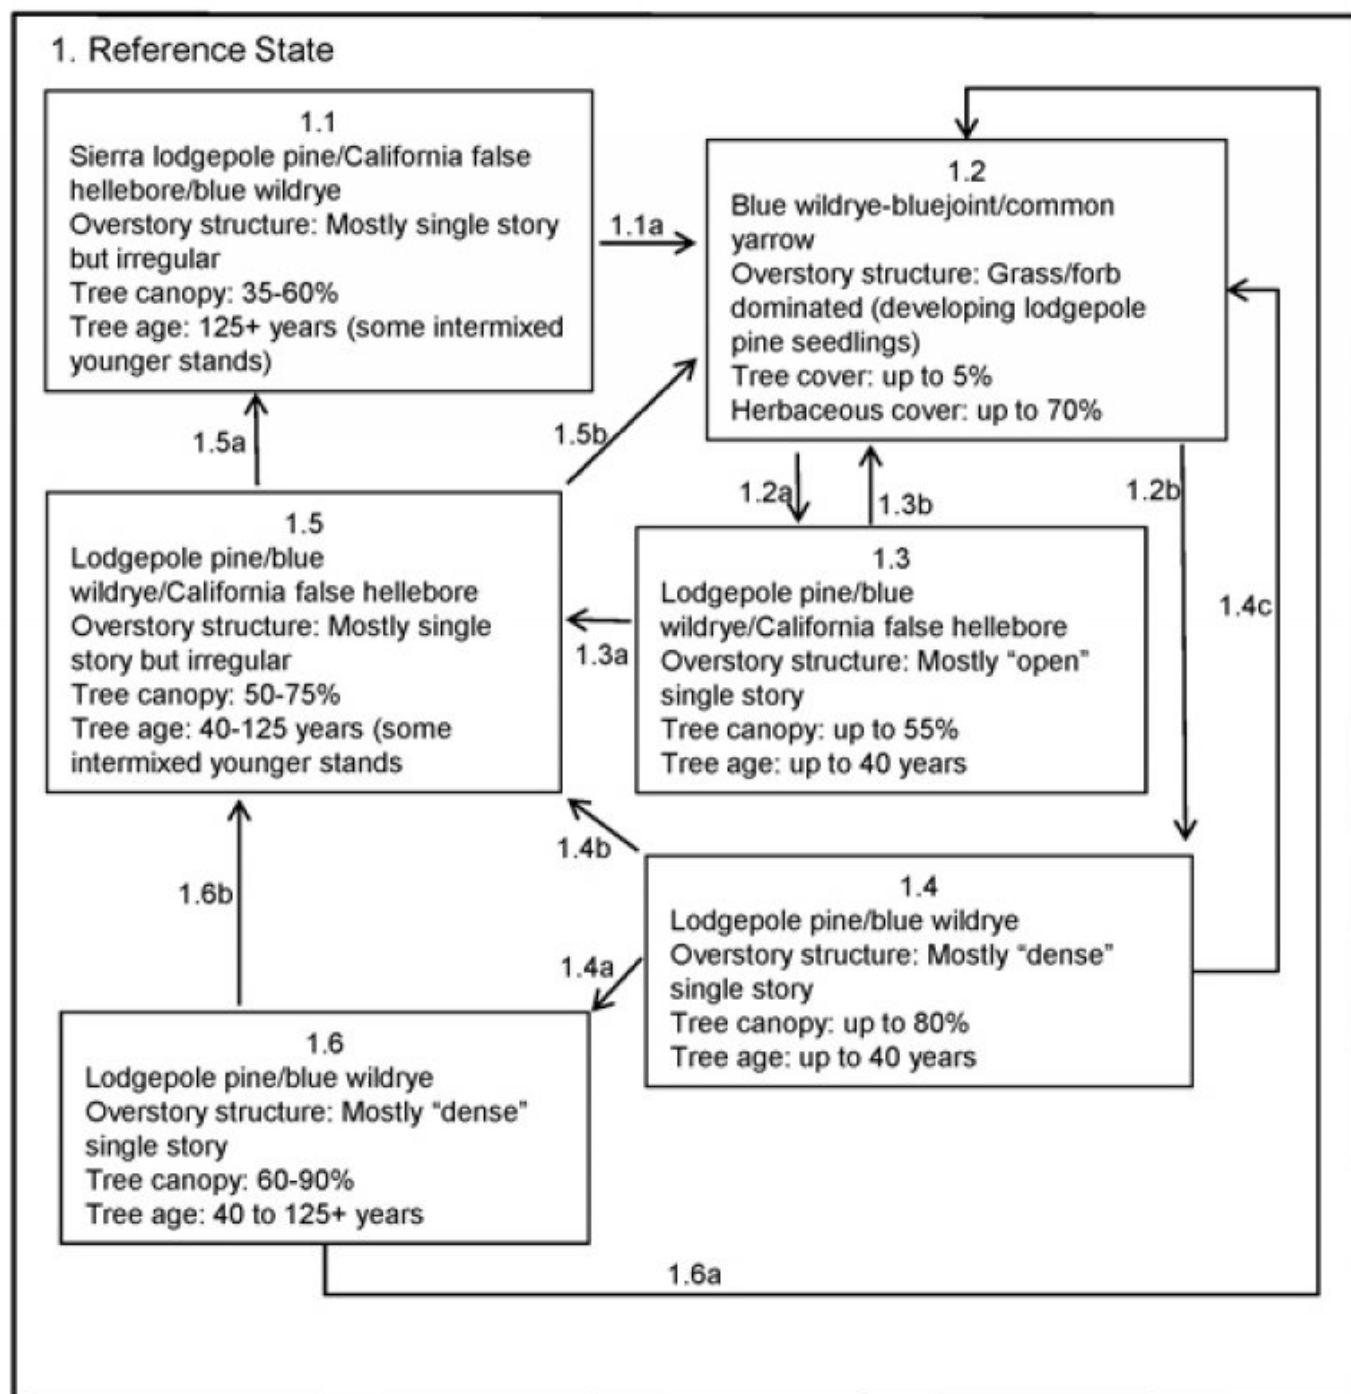 1. Reference State
1.1
Sierra lodgepole pine/California false
hellebore/blue wildrye
Overstory structure: Mostly single story
but irregular
Tree canopy: 35-60%
Tree age: 125+ years (some intermixed
younger stands)
1.1a
1.2
Blue wildrye-bluejoint/common
yarrow
Overstory structure: Grass/forb
dominated (developing lodgepole
pine seedlings)
Tree cover: up to 5%
Herbaceous cover: up to 70%
1.5a
1.5b
1.2a
1.3b
1.2b
1.5
Lodgepole pine/blue
wildrye/California false hellebore
Overstory structure: Mostly single
story but irregular
Tree canopy: 50-75%
Tree age: 40-125 years (some
intermixed younger stands
1.3a
1.3
Lodgepole pine/blue
wildrye/California false hellebore
Overstory structure: Mostly “open”
single story
Tree canopy: up to 55%
Tree age: up to 40 years
1.4c
1.6b
1.4b
1.4a
1.4
Lodgepole pine/blue wildrye
Overstory structure: Mostly “dense”
single story
Tree canopy: up to 80%
Tree age: up to 40 years
1.6
Lodgepole pine/blue wildrye
Overstory structure: Mostly “dense”
single story
Tree canopy: 60-90%
Tree age: 40 to 125+ years
1.6a